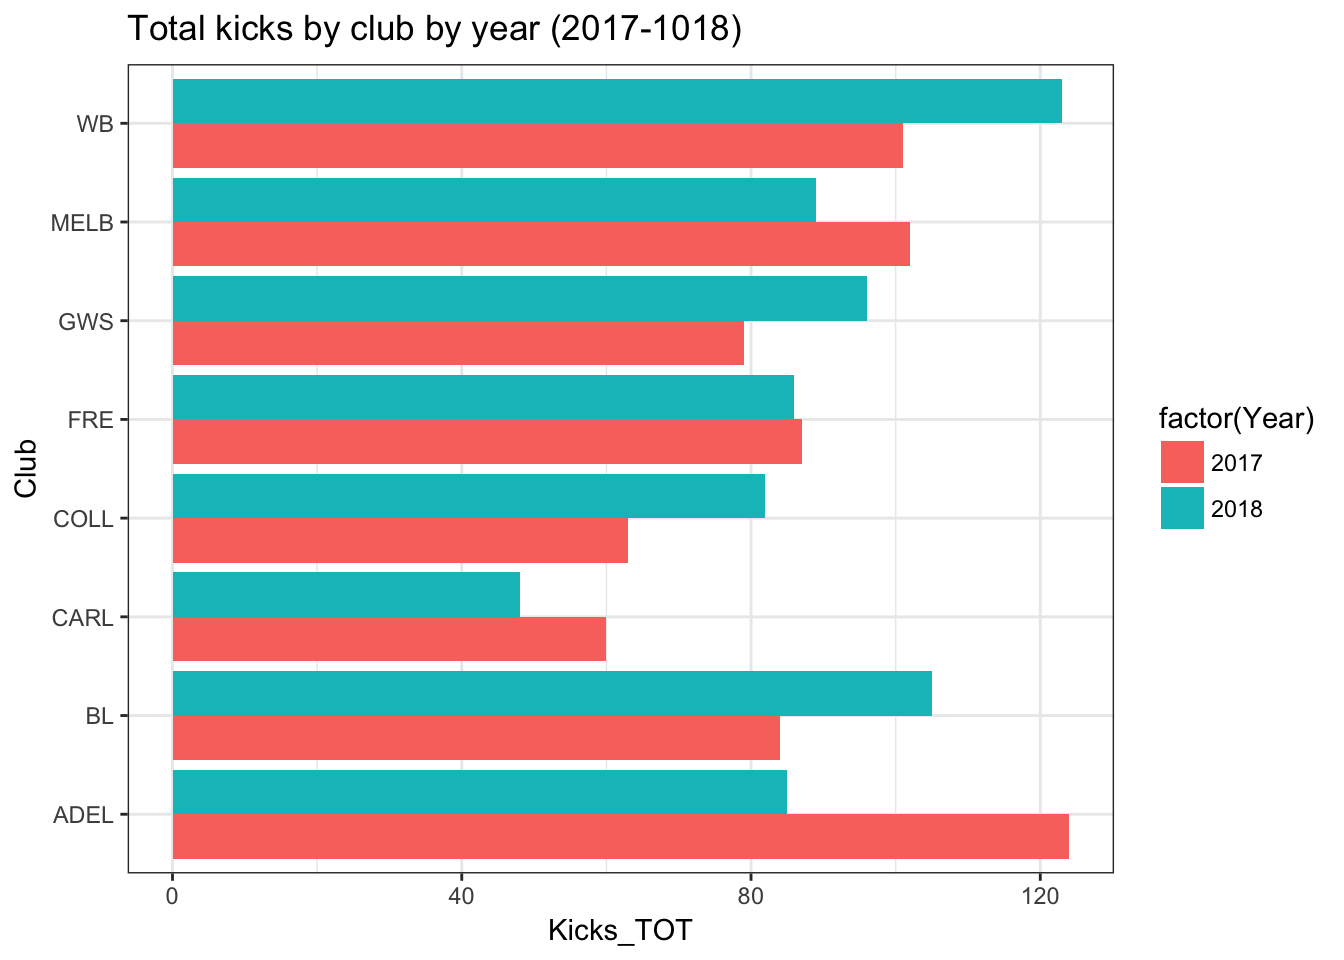 Total kicks by club by year (2017-1018)
WB
MELB
GWS
FRE
COLL
CARL
BL
ADEL
Club
0 40 80 120
Kicks_TOT
factor(Year)
2017
2018